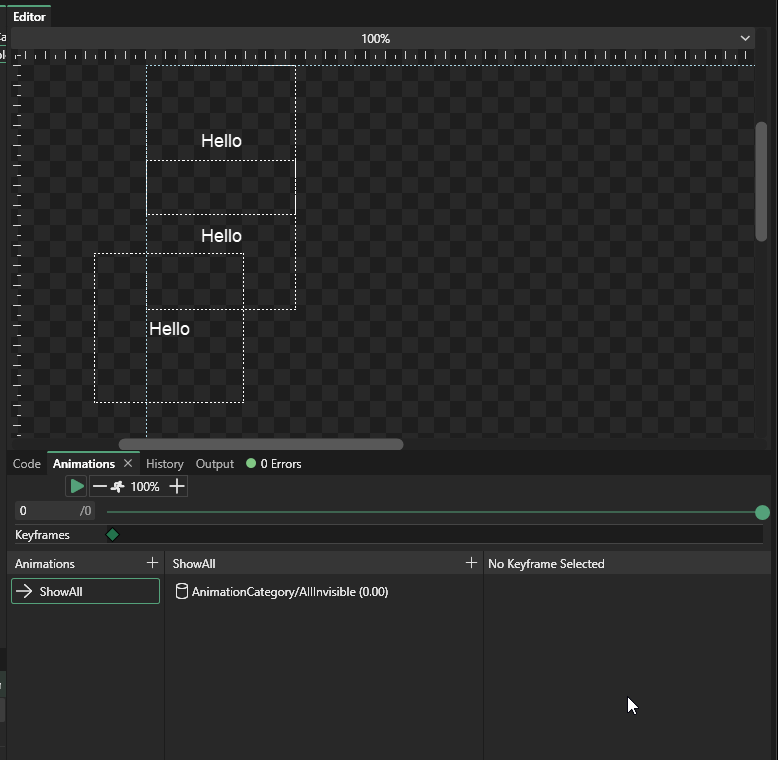 Editor
100%
Hello
Hello
Hello
Code Animations History Output 0 Errors
100%
0 /0
Keyframes
Animations ShowAll No Keyframe Selected
ShowAll AnimationCategory/AllInvisible (0.00)